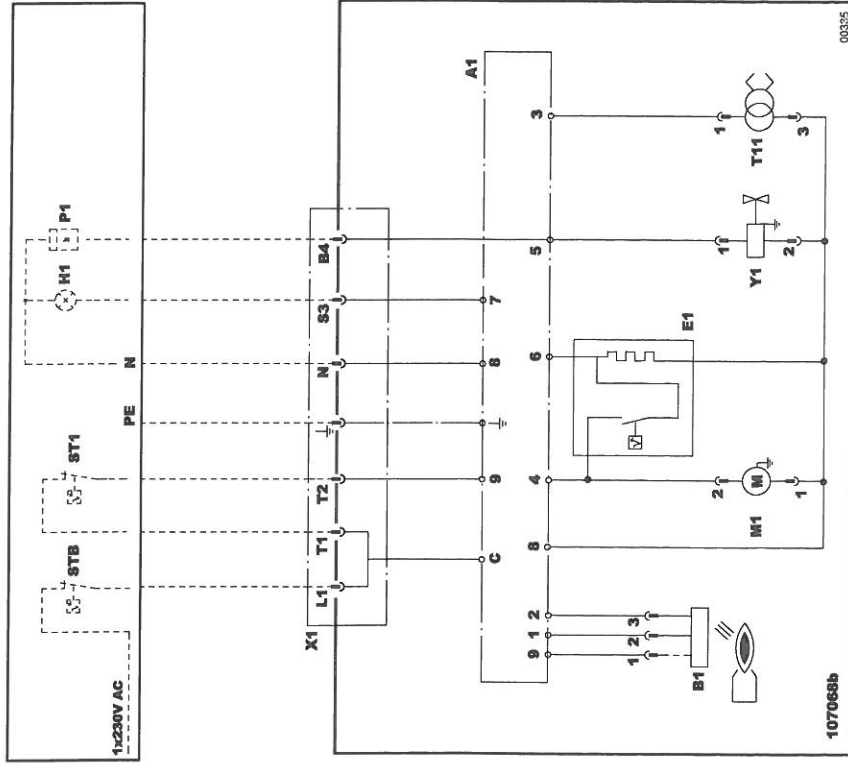 STB ST1 H1 P1
1x230V AC PE N
X1
L1 T1 T2 N S3 B4
A1
C 9 8 7
9 1 2 8 4 6 5 3
1 2 3
E1
B1
2 1 1
M
M1 Y1 T11
1 2 3
107068b
00335